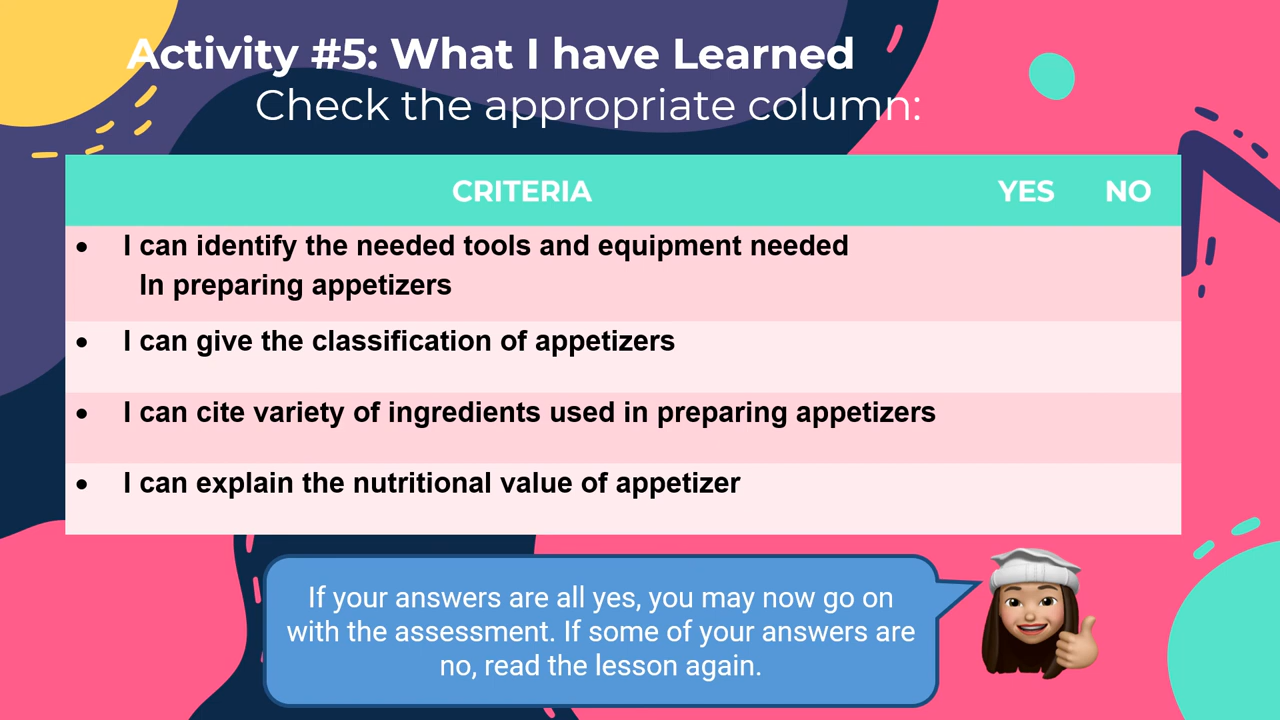 Activity #5: What I have Learned
Check the appropriate column:
CRITERIA YES NO
• I can identify the needed tools and equipment needed
In preparing appetizers
• I can give the classification of appetizers
• I can cite variety of ingredients used in preparing appetizers
• I can explain the nutritional value of appetizer
If your answers are all yes, you may now go on
with the assessment. If some of your answers are
no, read the lesson again.